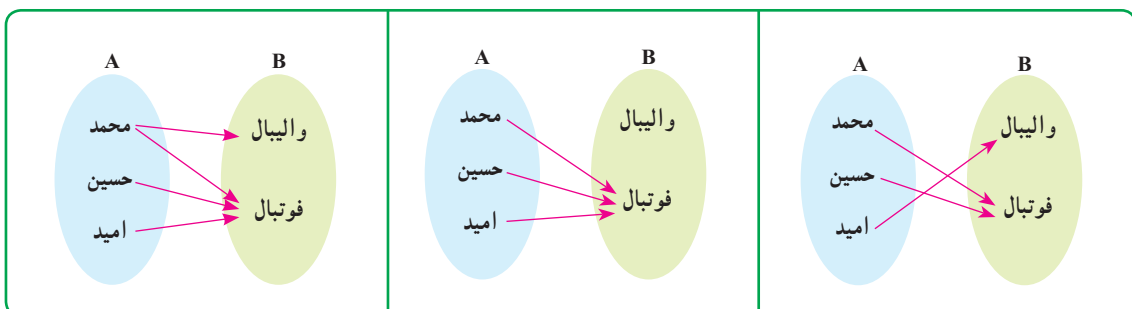 A
B
محمد
والیبال
حسین
فوتبال
امید
A
B
محمد
والیبال
حسین
فوتبال
امید
A
B
محمد
والیبال
حسین
فوتبال
امید